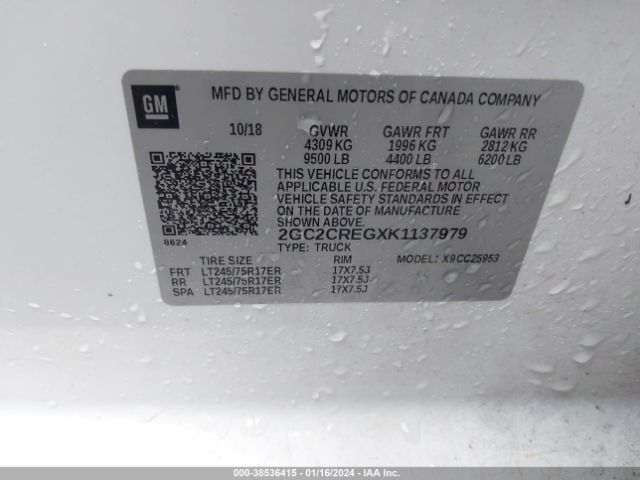 GM
MFD BY GENERAL MOTORS OF CANADA COMPANY
10/18 GVWR GAWR FRT GAWR RR
4309 KG 1996 KG 2812 KG
9500 LB 4400 LB 6200 LB
THIS VEHICLE CONFORMS TO ALL
APPLICABLE U.S. FEDERAL MOTOR
VEHICLE SAFETY STANDARDS IN EFFECT
ON THE DATE OF MANUFACTURE SHOWN ABOVE.
2GC2CREGXK1137979
8624
TYPE: TRUCK MODEL: X9CC25953
TIRE SIZE RIM
FRT LT245/75R17ER 17X7.5J
RR LT245/75R17ER 17X7.5J
SPA LT245/75R17ER 17X7.5J
000-38536415 - 01/16/2024 - IAA Inc.